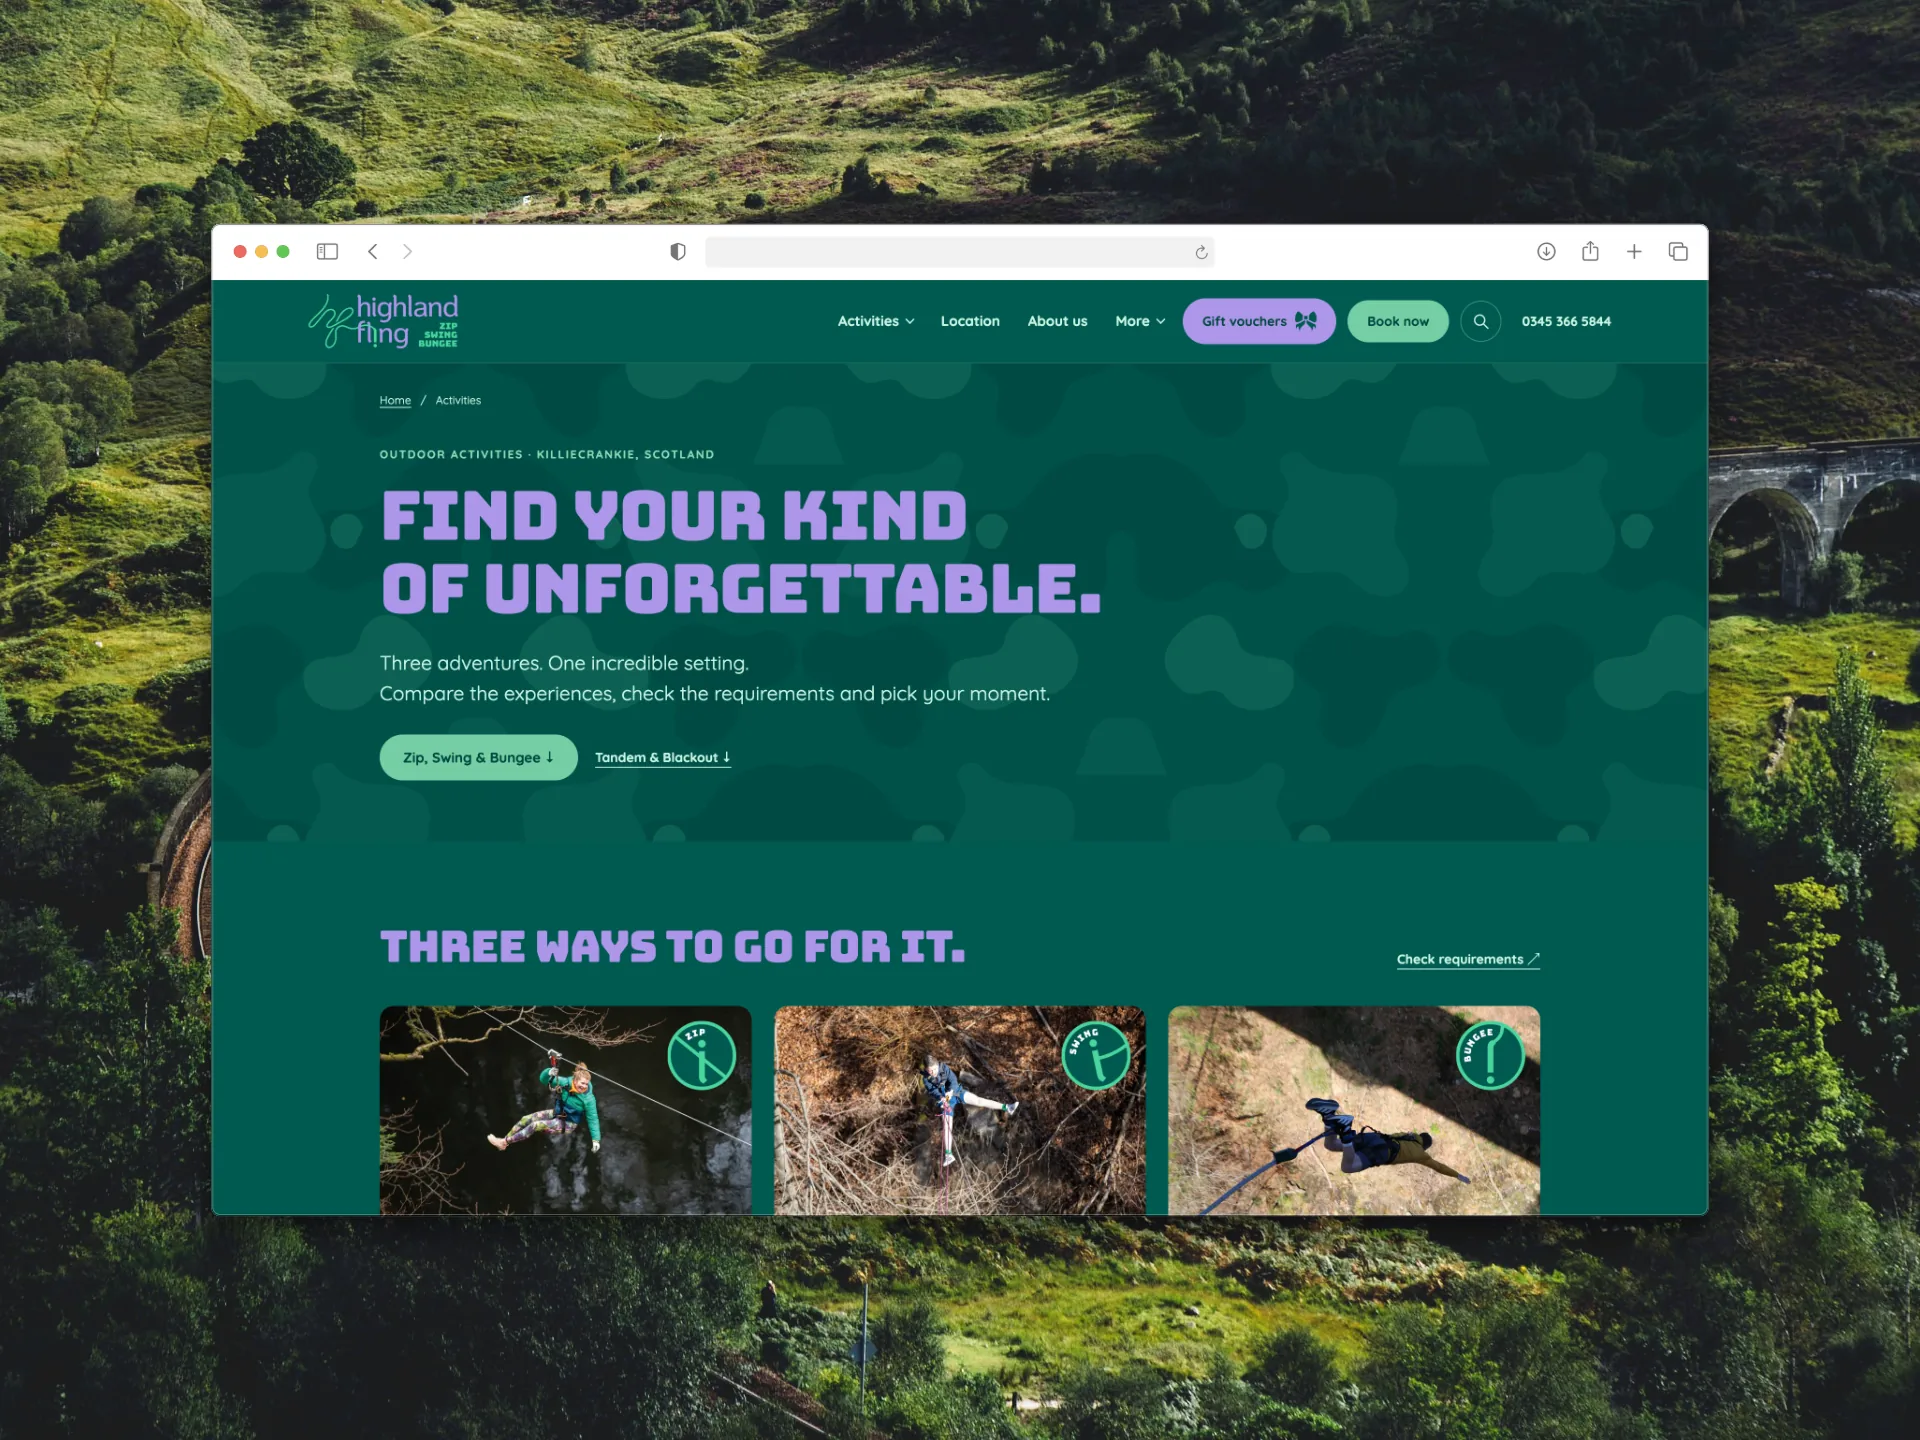 highland
fling
ZIP
SWING
BUNGEE
Activities
Location
About us
More
Gift vouchers
Book now
0345 366 5844
Home / Activities
OUTDOOR ACTIVITIES · KILLIECRANKIE, SCOTLAND
FIND YOUR KIND
OF UNFORGETTABLE.
Three adventures. One incredible setting.
Compare the experiences, check the requirements and pick your moment.
Zip, Swing & Bungee ↓
Tandem & Blackout ↓
THREE WAYS TO GO FOR IT.
Check requirements ↗
ZIP
SWING
BUNGEE